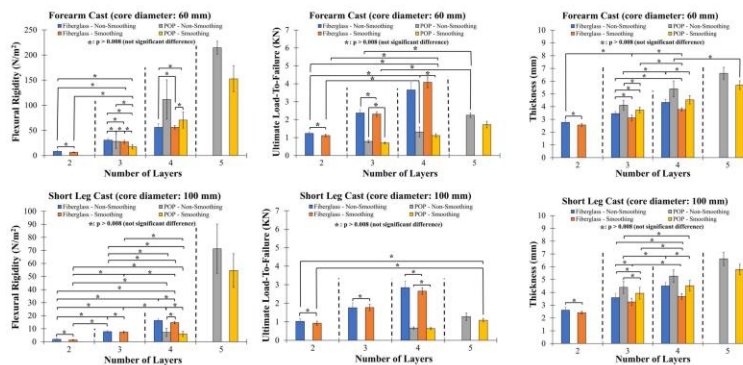 Forearm Cast (core diameter: 60 mm)
Fiberglass - Non-Smoothing
POP - Non-Smoothing
Fiberglass - Smoothing
POP - Smoothing
*: p > 0.008 (not significant difference)
Flexural Rigidity (N/m²)
250
200
150
100
50
0
2
3
4
5
Number of Layers
Forearm Cast (core diameter: 60 mm)
Fiberglass - Non-Smoothing
POP - Non-Smoothing
Fiberglass - Smoothing
POP - Smoothing
*: p > 0.008 (not significant difference)
Ultimate Load-To-Failure (KN)
6
5
4
3
2
1
0
2
3
4
5
Number of Layers
Forearm Cast (core diameter: 60 mm)
Fiberglass - Non-Smoothing
POP - Non-Smoothing
Fiberglass - Smoothing
POP - Smoothing
*: p > 0.008 (not significant difference)
Thickness (mm)
10
9
8
7
6
5
4
3
2
1
0
2
3
4
5
Number of Layers
Short Leg Cast (core diameter: 100 mm)
Fiberglass - Non-Smoothing
POP - Non-Smoothing
Fiberglass - Smoothing
POP - Smoothing
*: p > 0.008 (not significant difference)
Flexural Rigidity (N/m²)
100
90
80
70
60
50
40
30
20
10
0
2
3
4
5
Number of Layers
Short Leg Cast (core diameter: 100 mm)
Fiberglass - Non-Smoothing
POP - Non-Smoothing
Fiberglass - Smoothing
POP - Smoothing
*: p > 0.008 (not significant difference)
Ultimate Load-To-Failure (KN)
6
5
4
3
2
1
0
2
3
4
5
Number of Layers
Short Leg Cast (core diameter: 100 mm)
Fiberglass - Non-Smoothing
POP - Non-Smoothing
Fiberglass - Smoothing
POP - Smoothing
*: p > 0.008 (not significant difference)
Thickness (mm)
10
9
8
7
6
5
4
3
2
1
0
2
3
4
5
Number of Layers